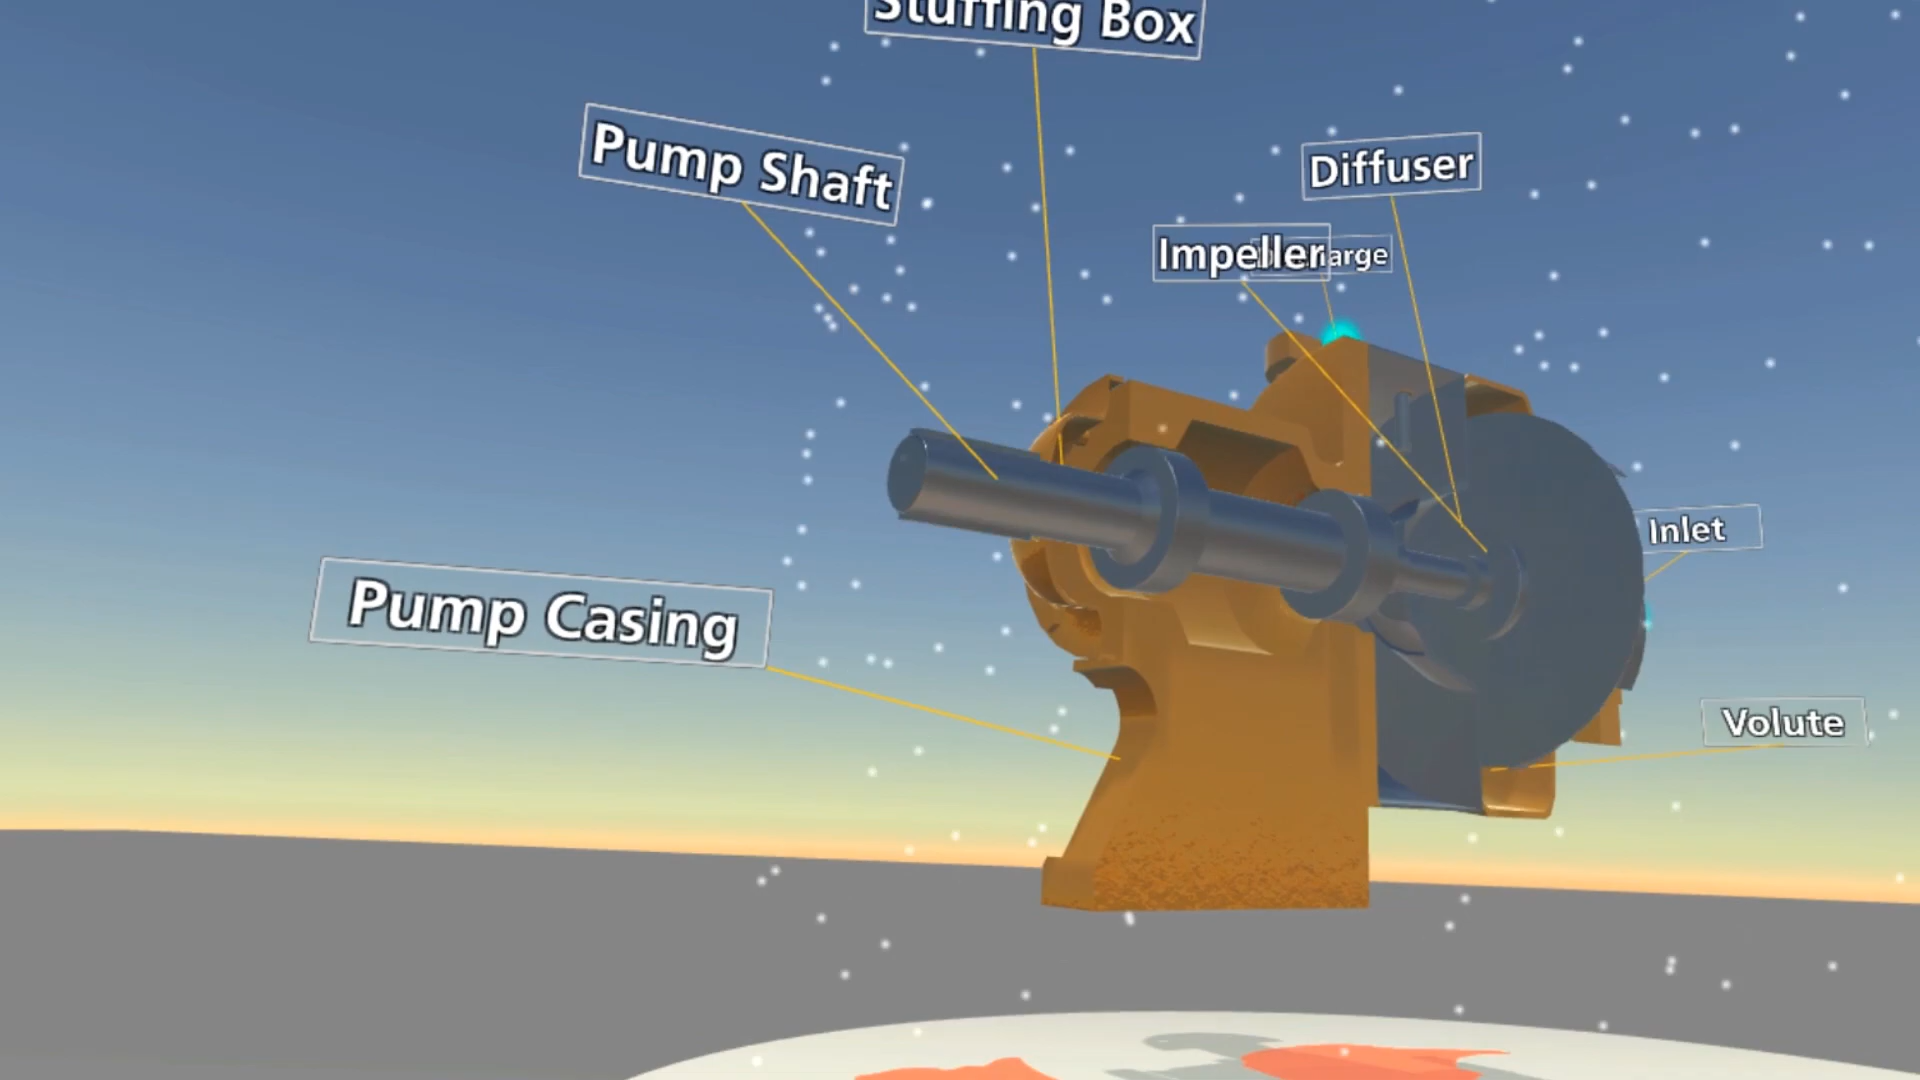 Stuffing Box
Pump Shaft
Diffuser
Impeller
Inlet
Pump Casing
Volute